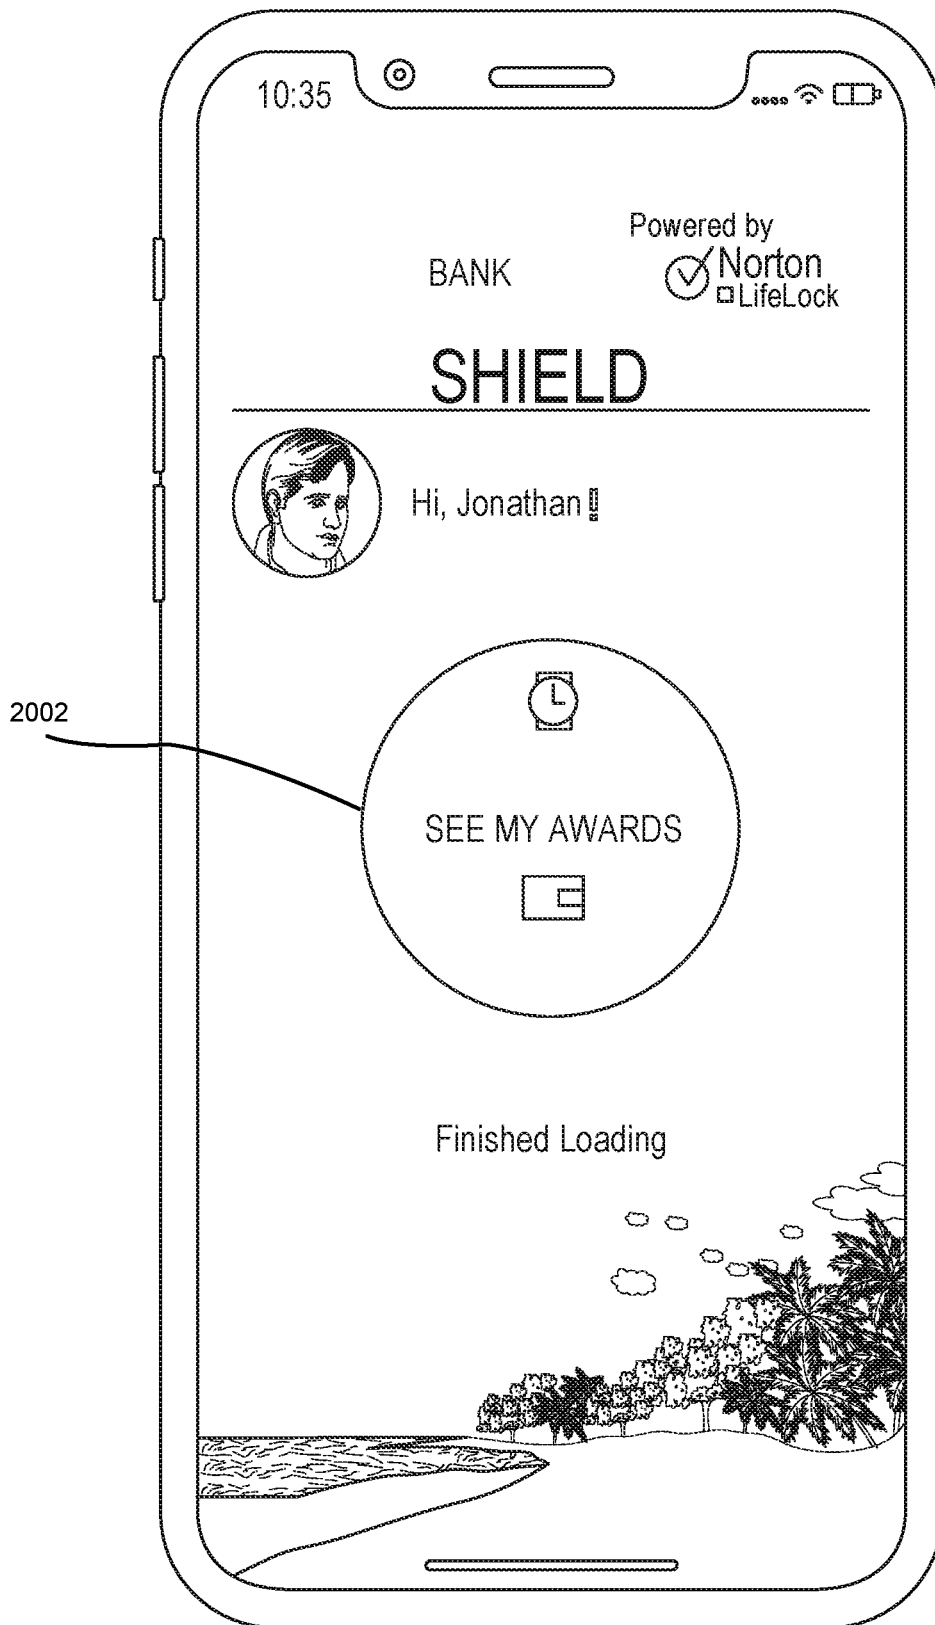 10:35
Powered by
BANK
Norton
LifeLock
SHIELD
Hi, Jonathan!
2002
SEE MY AWARDS
Finished Loading